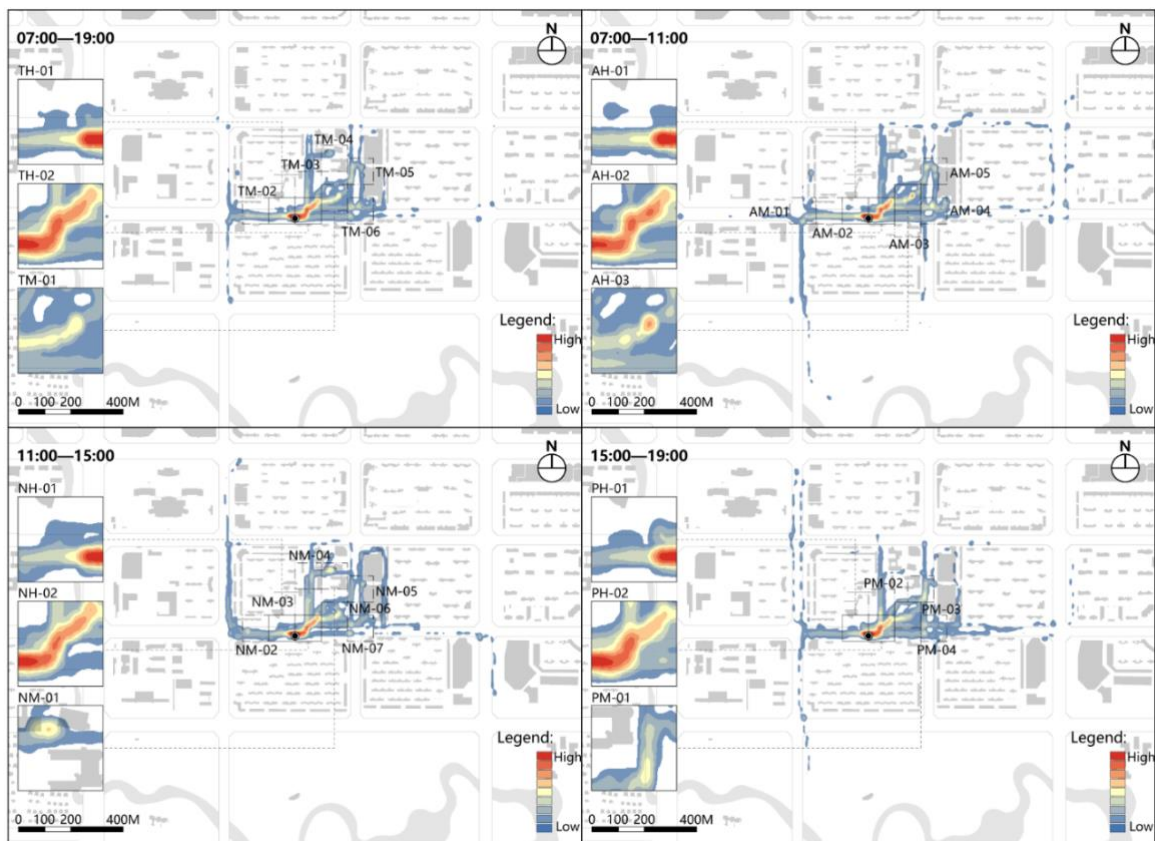 07:00—19:00
N
TH-01
TM-04
TM-03
TM-05
TM-02
TH-02
TM-06
TM-01
Legend:
High
Low
0 100 200 400M
07:00—11:00
N
AH-01
AM-05
AH-02
AM-01
AM-04
AM-02
AM-03
AH-03
Legend:
High
Low
0 100 200 400M
11:00—15:00
N
NH-01
NM-04
NM-05
NM-03
NM-06
NH-02
NM-02
NM-07
NM-01
Legend:
High
Low
0 100 200 400M
15:00—19:00
N
PH-01
PM-02
PM-03
PH-02
PM-04
PM-01
Legend:
High
Low
0 100 200 400M